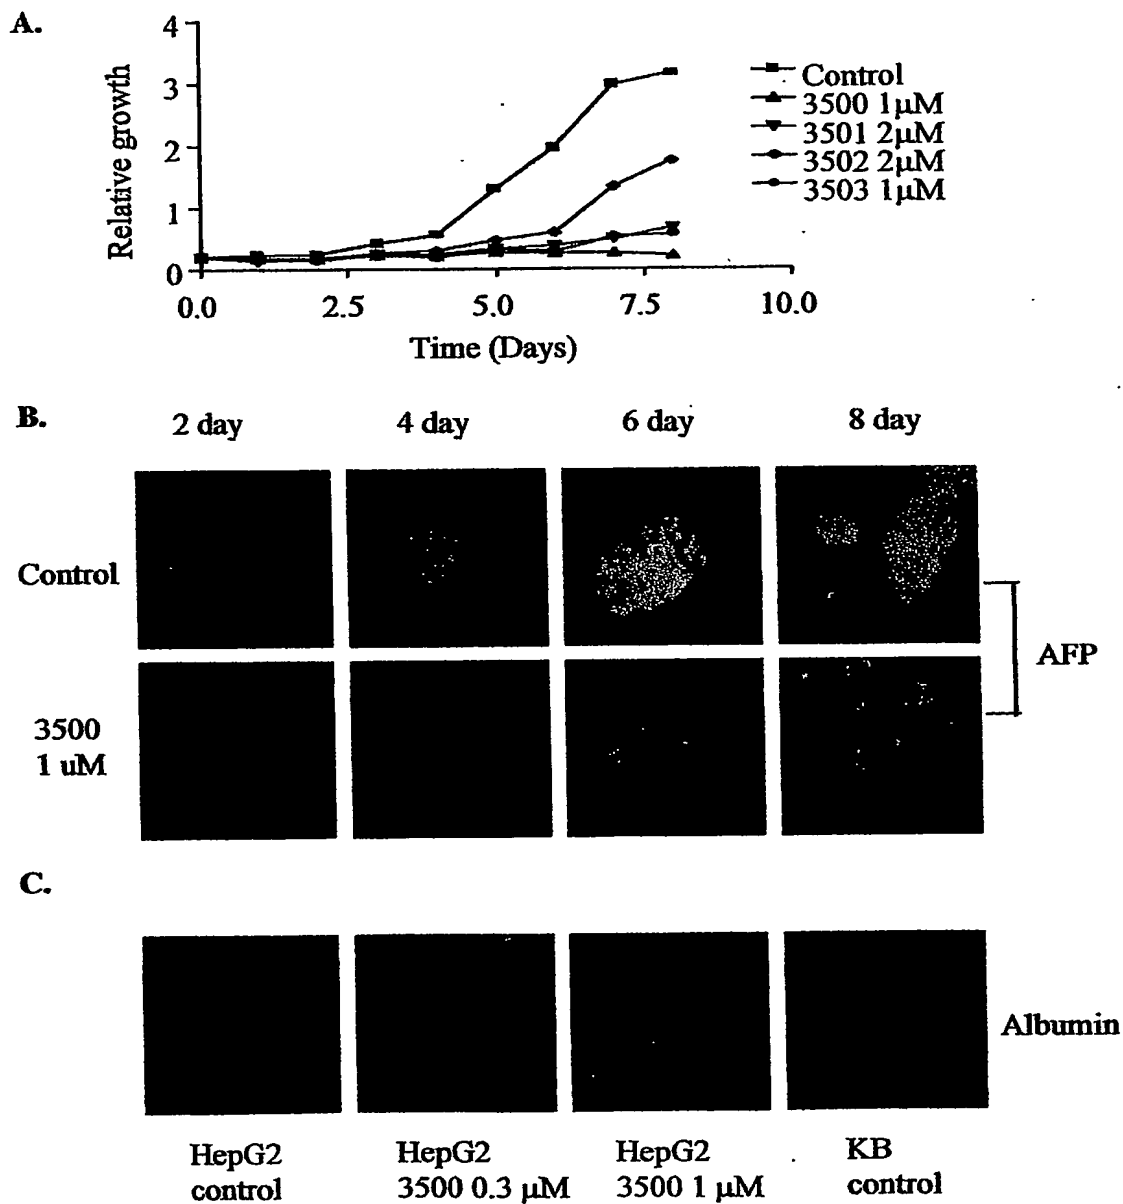 A.
4
3
2
1
0
Relative growth
0.0 2.5 5.0 7.5 10.0
Time (Days)
Control
3500 1μM
3501 2μM
3502 2μM
3503 1μM
B.
2 day 4 day 6 day 8 day
Control
3500
1 uM
AFP
C.
Albumin
HepG2
control
HepG2
3500 0.3 μM
HepG2
3500 1 μM
KB
control